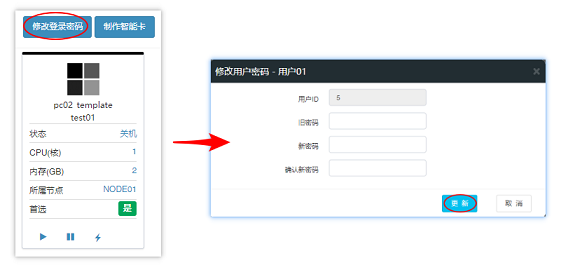 修改登录密码 制作智能卡
pc02_template
test01
状态 关机
CPU(核) 1
内存(GB) 2
所属节点 NODE01
首选 是
修改用户密码 - 用户01
用户ID 5
旧密码
新密码
确认新密码
更 新 取 消